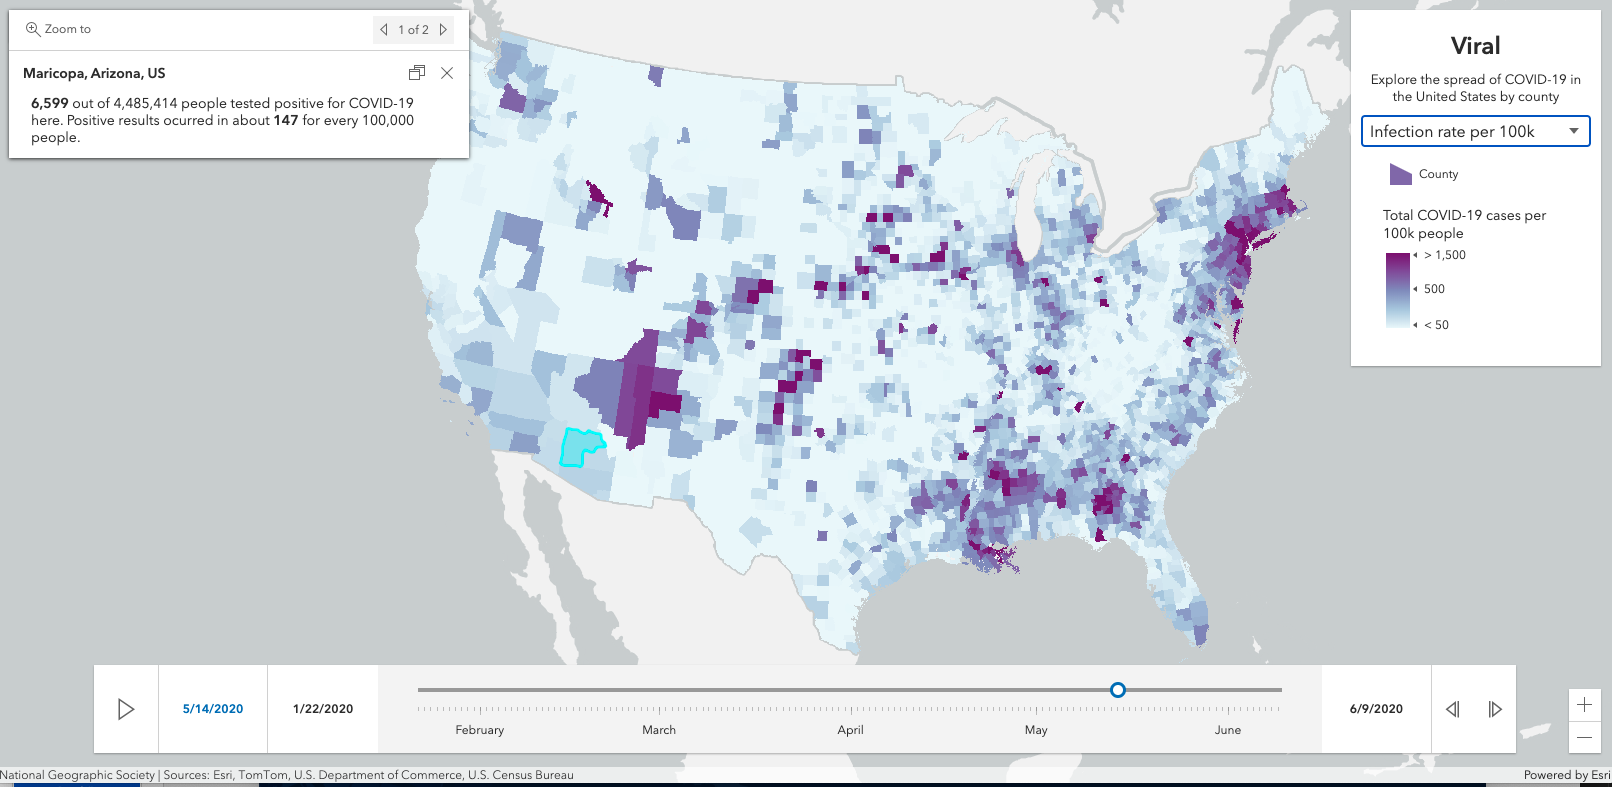 Zoom to
1 of 2
Maricopa, Arizona, US
6,599 out of 4,485,414 people tested positive for COVID-19
here. Positive results ocurred in about 147 for every 100,000
people.
Viral
Explore the spread of COVID-19 in
the United States by county
Infection rate per 100k
County
Total COVID-19 cases per
100k people
> 1,500
500
< 50
5/14/2020
1/22/2020
February
March
April
May
June
6/9/2020
National Geographic Society | Sources: Esri, TomTom, U.S. Department of Commerce, U.S. Census Bureau
Powered by Esri